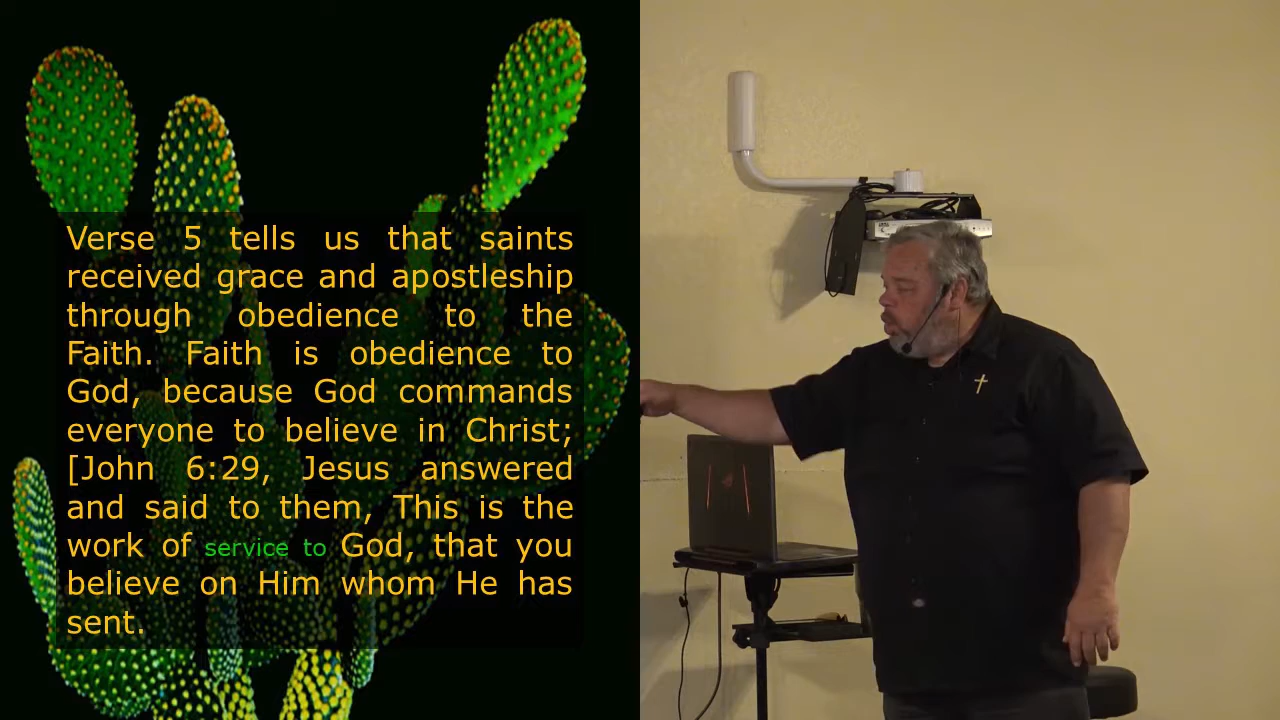 Verse 5 tells us that saints
received grace and apostleship
through obedience to the
Faith. Faith is obedience to
God, because God commands
everyone to believe in Christ;
[John 6:29, Jesus answered
and said to them, This is the
work of service to God, that you
believe on Him whom He has
sent.